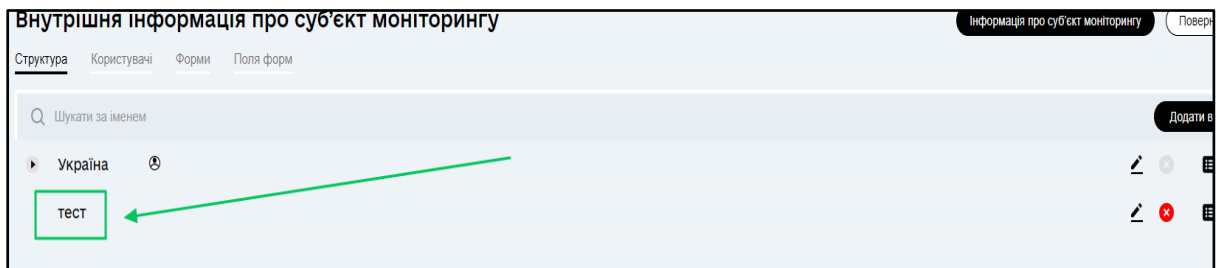 Внутрішня інформація про суб'єкт моніторингу
Інформація про суб'єкт моніторингу
Структура Користувачі Форми Поля форм
Шукати за іменем
Україна
тест